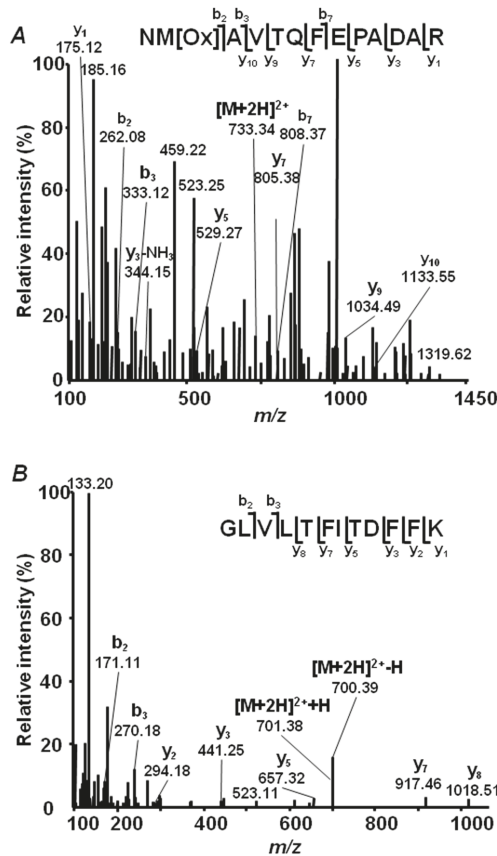 A
b2 b3 b7
NM[Ox]AVTQFEPADAR
y10 y9 y7 y5 y3 y1
y1
175.12
185.16
b2
262.08
b3
333.12
y3-NH3
344.15
459.22
523.25
y5
529.27
[M+2H]2+
733.34
y7
805.38
b7
808.37
y9
1034.49
y10
1133.55
1319.62
Relative intensity (%)
100
80
60
40
20
0
100 500 1000 1450
m/z
B
133.20
b2 b3
GLVLTFITDFFK
y8 y7 y5 y3 y2 y1
b2
171.11
b3
270.18
y2
294.18
y3
441.25
523.11
y5
657.32
[M+2H]2++H
701.38
[M+2H]2+-H
700.39
y7
917.46
y8
1018.51
Relative intensity (%)
100
80
60
40
20
0
100 200 400 600 800 1000
m/z